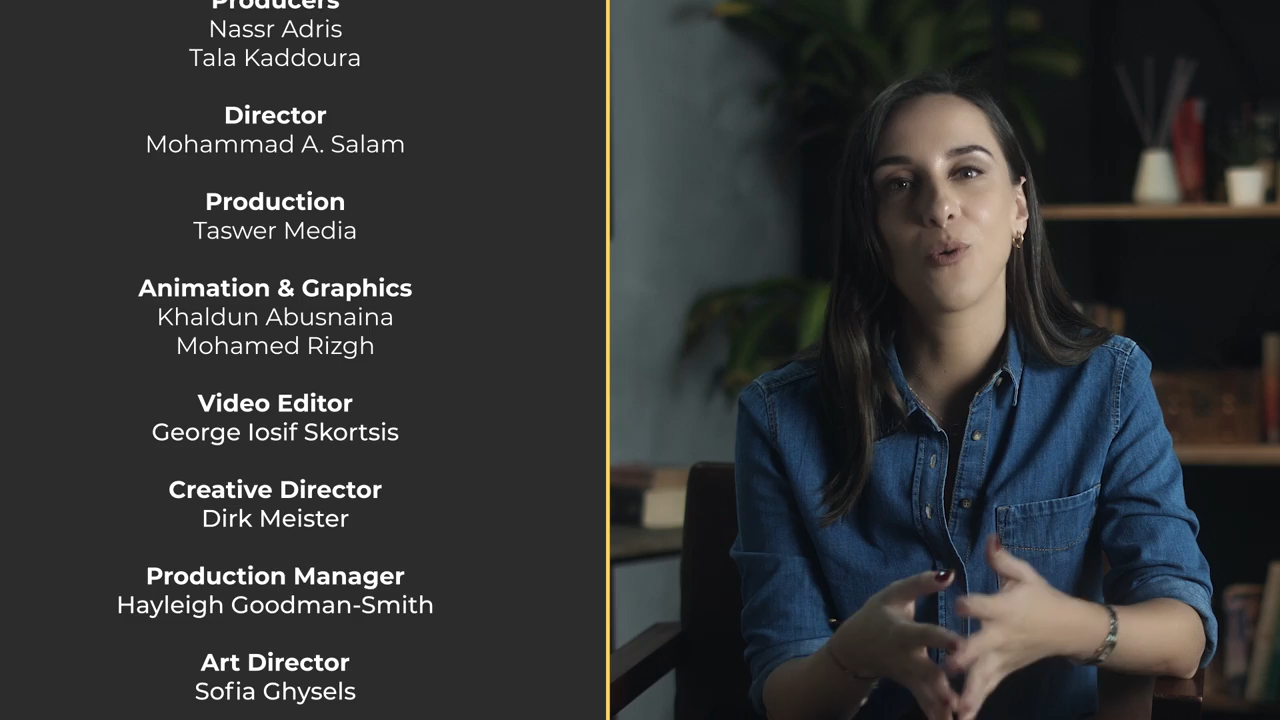 Producers
Nassr Adris
Tala Kaddoura
Director
Mohammad A. Salam
Production
Taswer Media
Animation & Graphics
Khaldun Abusnaina
Mohamed Rizgh
Video Editor
George Iosif Skortsis
Creative Director
Dirk Meister
Production Manager
Hayleigh Goodman-Smith
Art Director
Sofia Ghysels